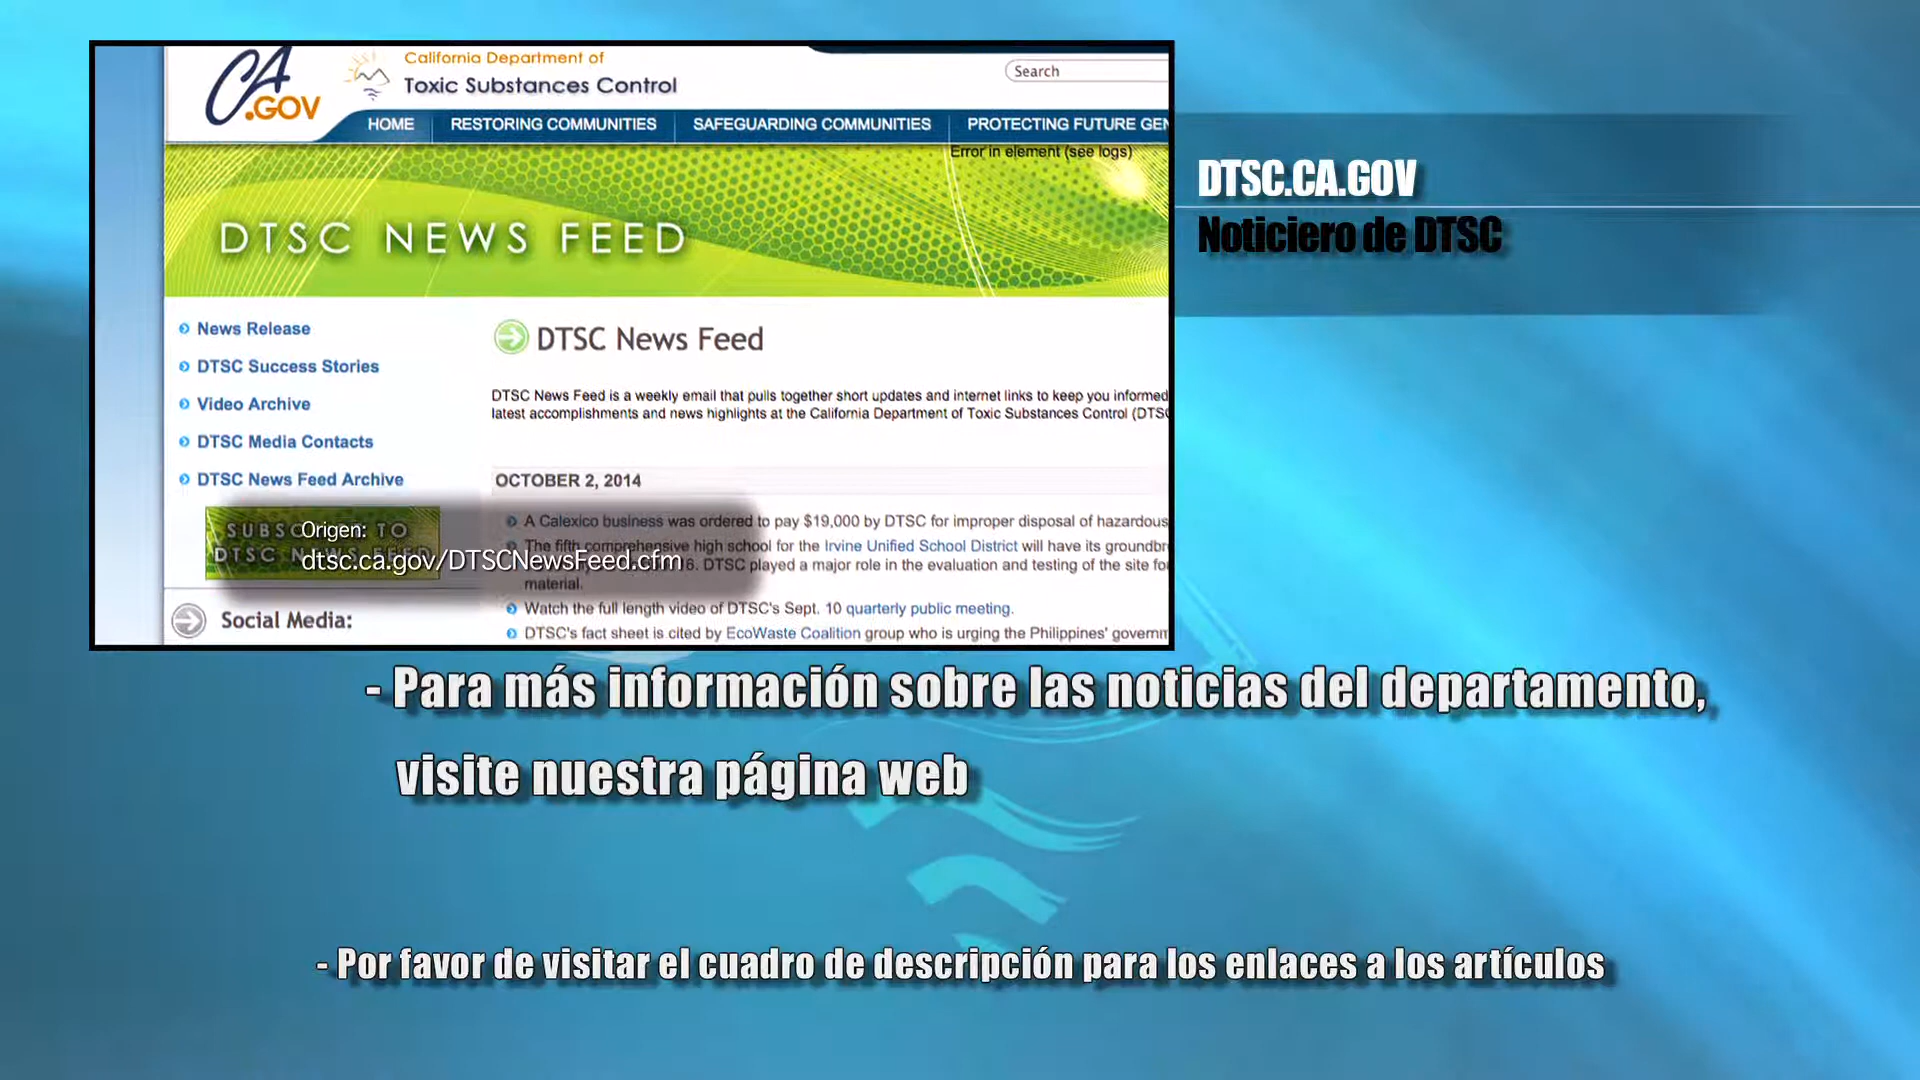 CA
.GOV
California Department of
Toxic Substances Control
Search
HOME
RESTORING COMMUNITIES
SAFEGUARDING COMMUNITIES
PROTECTING FUTURE GEN
Error in element (see logs)
DTSC NEWS FEED
DTSC.CA.GOV
Noticiero de DTSC
News Release
DTSC Success Stories
Video Archive
DTSC Media Contacts
DTSC News Feed Archive
SUBSC TO
DTSC NEWS FEED
Origen:
dtsc.ca.gov/DTSCNewsFeed.cfm
Social Media:
DTSC News Feed
DTSC News Feed is a weekly email that pulls together short updates and internet links to keep you informed
latest accomplishments and news highlights at the California Department of Toxic Substances Control (DTSC
OCTOBER 2, 2014
A Calexico business was ordered to pay $19,000 by DTSC for improper disposal of hazardous
The fifth comprehensive high school for the Irvine Unified School District will have its groundbr
6. DTSC played a major role in the evaluation and testing of the site fo
material.
Watch the full length video of DTSC's Sept. 10 quarterly public meeting.
DTSC's fact sheet is cited by EcoWaste Coalition group who is urging the Philippines' governm
- Para más información sobre las noticias del departamento,
visite nuestra página web
- Por favor de visitar el cuadro de descripción para los enlaces a los artículos